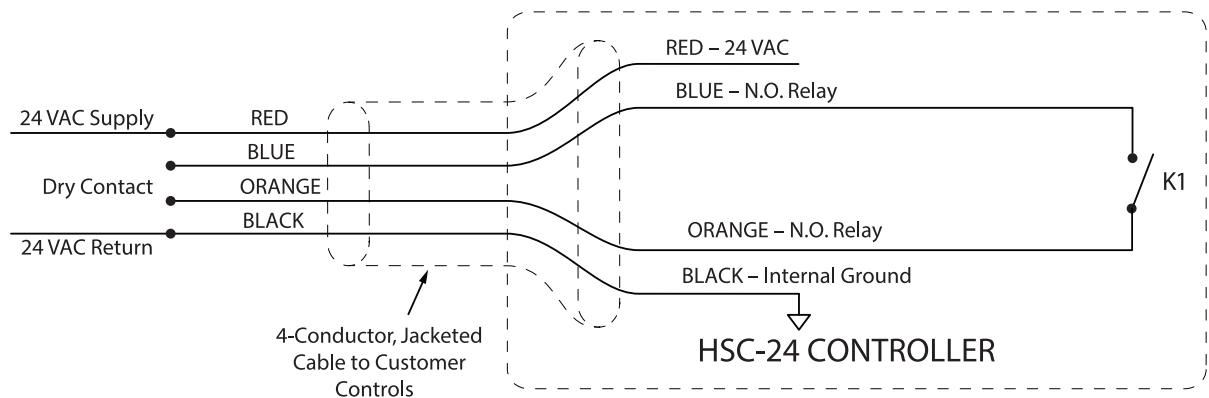 RED – 24 VAC
BLUE – N.O. Relay
24 VAC Supply
RED
BLUE
Dry Contact
ORANGE
BLACK
24 VAC Return
K1
ORANGE – N.O. Relay
BLACK – Internal Ground
4-Conductor, Jacketed
Cable to Customer
Controls
HSC-24 CONTROLLER